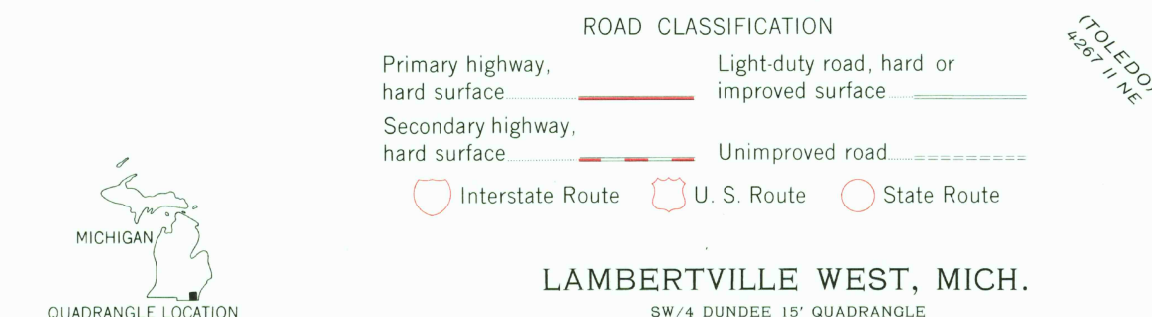 ROAD CLASSIFICATION
Primary highway,
hard surface
Light-duty road, hard or
improved surface
Secondary highway,
hard surface
Unimproved road
Interstate Route
U. S. Route
State Route
(TOLEDO)
4267 II NE
MICHIGAN
QUADRANGLE LOCATION
LAMBERTVILLE WEST, MICH.
SW/4 DUNDEE 15' QUADRANGLE